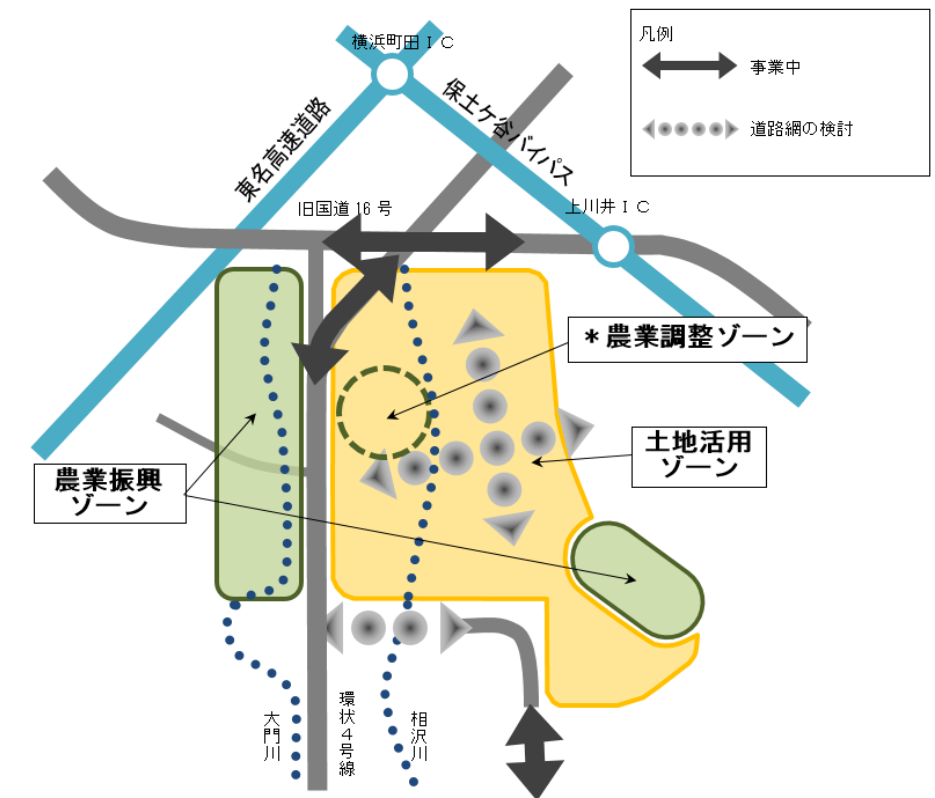 横浜町田ＩＣ
凡例
事業中
道路網の検討
東名高速道路
保土ケ谷バイパス
旧国道16号
上川井ＩＣ
＊農業調整ゾーン
土地活用
ゾーン
農業振興
ゾーン
大門川
環状４号線
相沢川